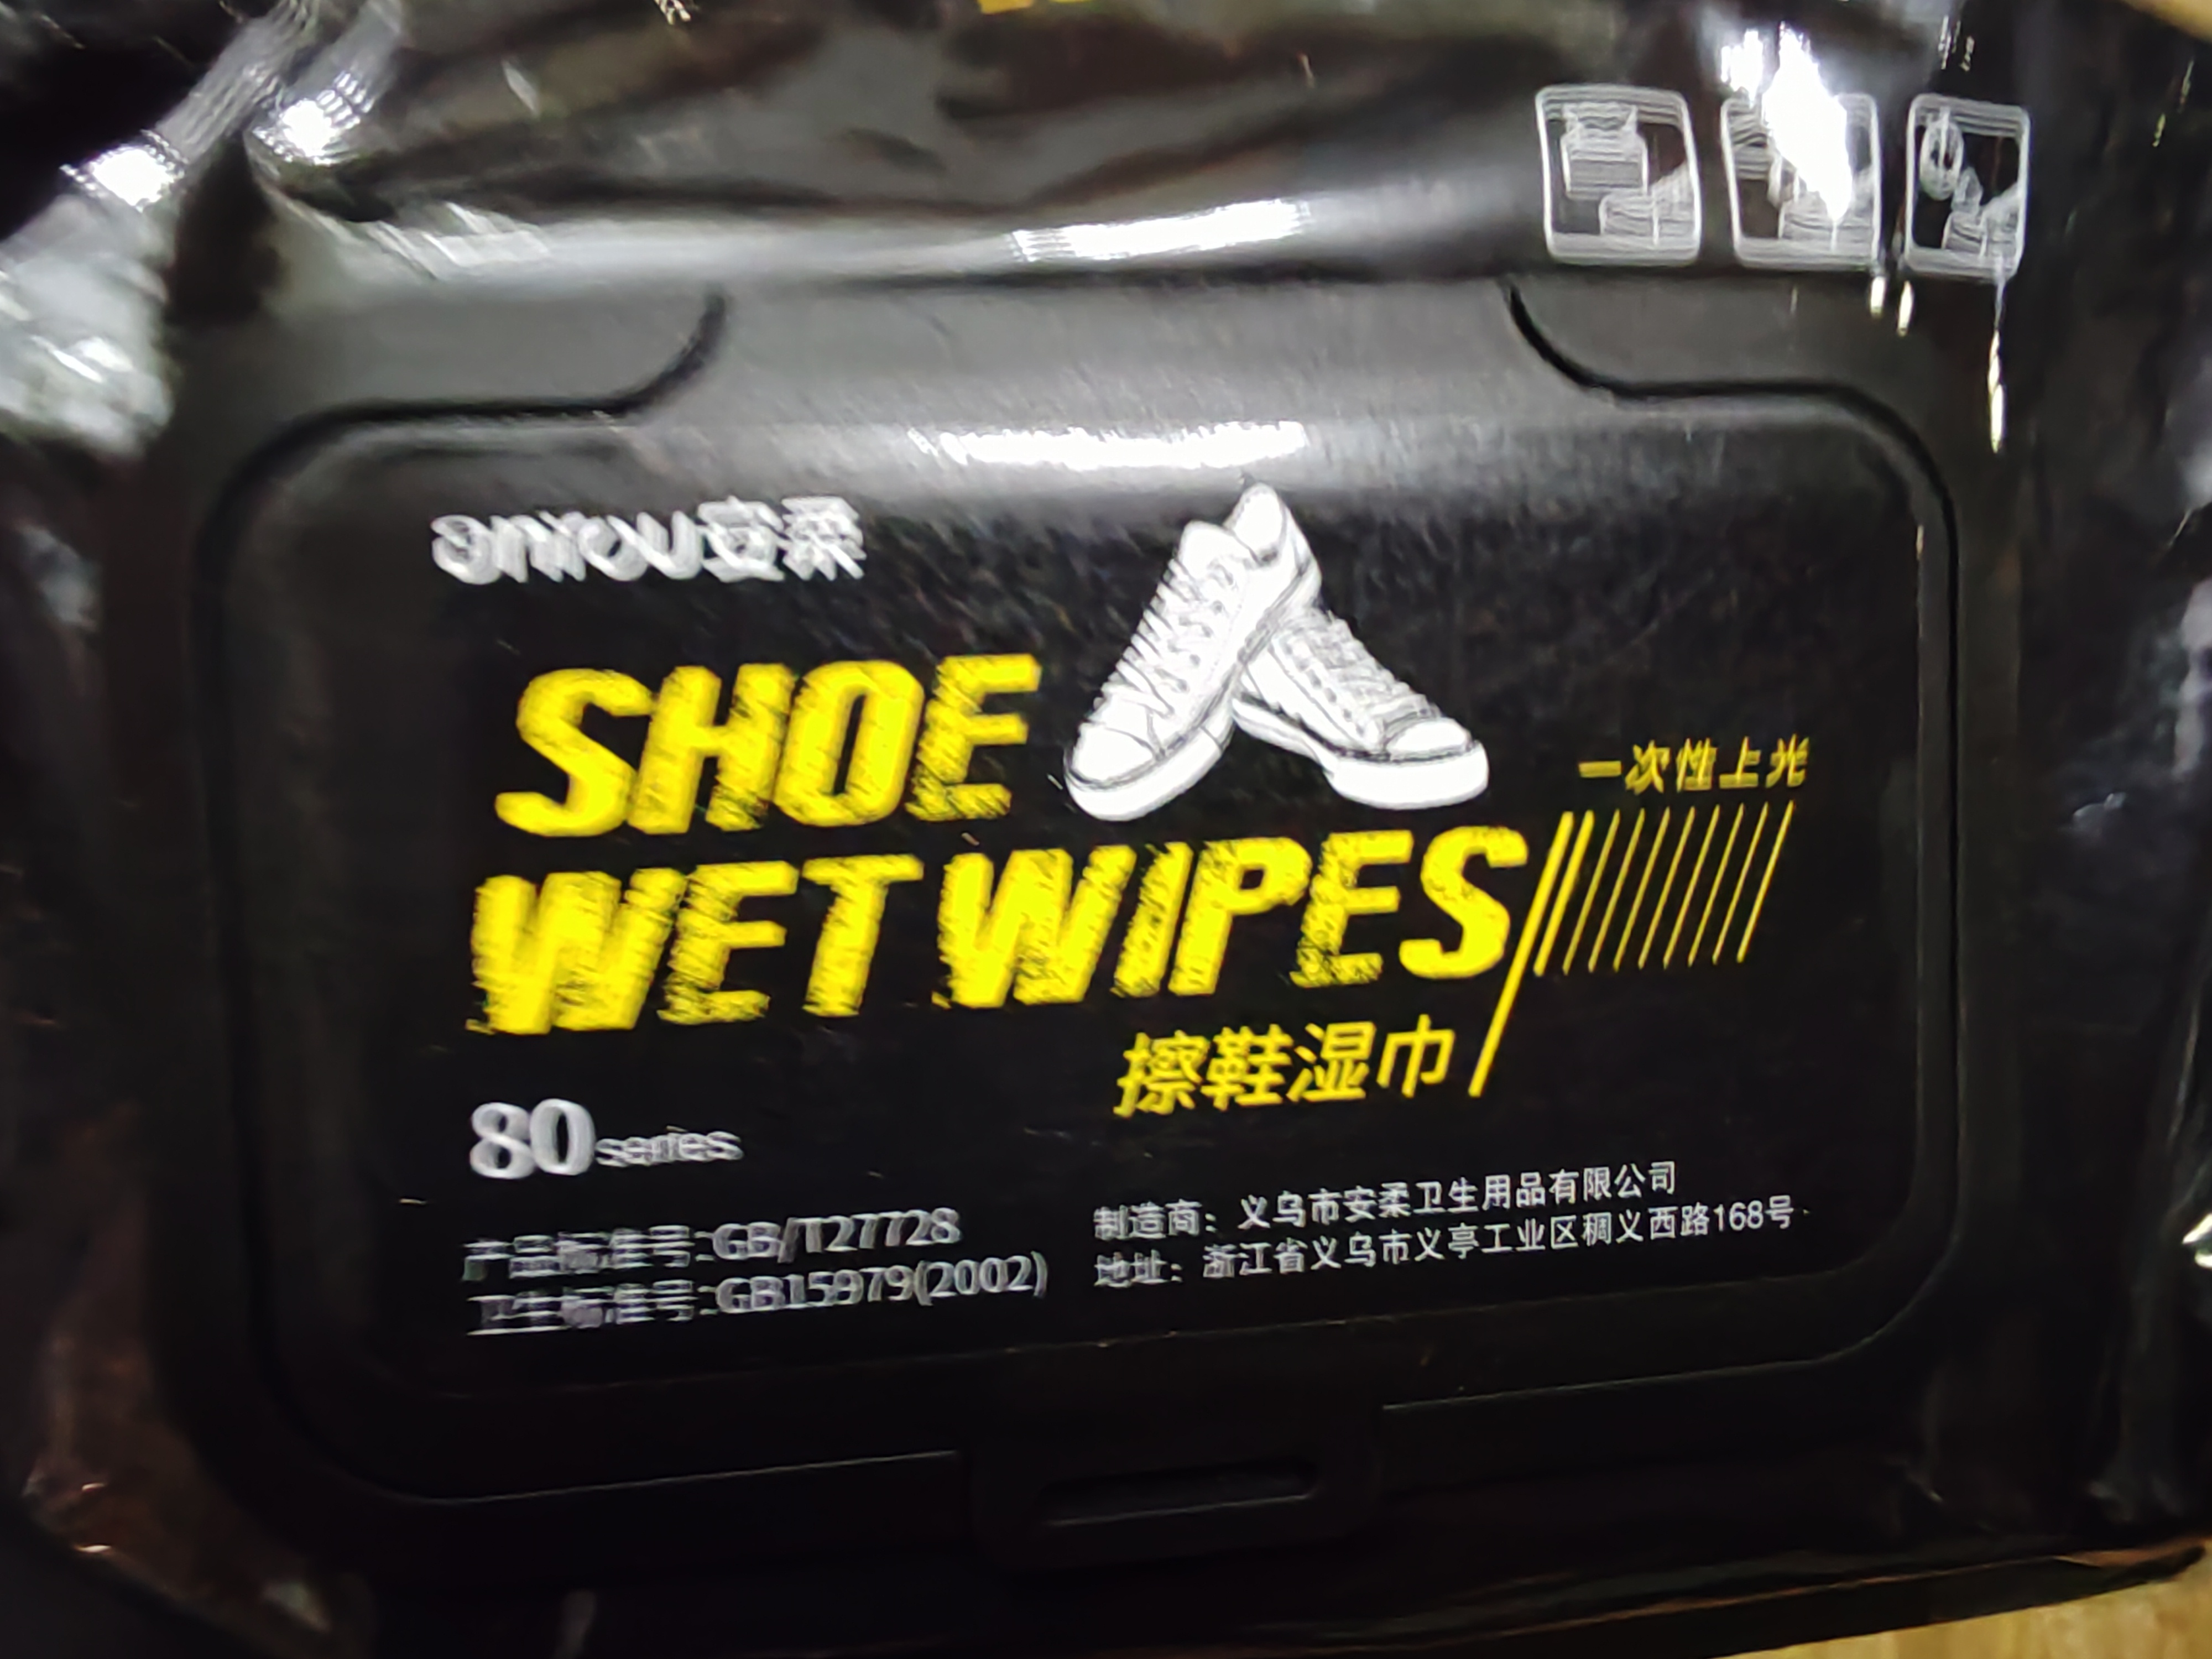 anrou安柔
SHOE
一次性上光
WET WIPES
擦鞋湿巾
80 series
产品标准号:GB/T27728
卫生标准号:GB15979(2002)
制造商：义乌市安柔卫生用品有限公司
地址：浙江省义乌市义亭工业区稠义西路168号